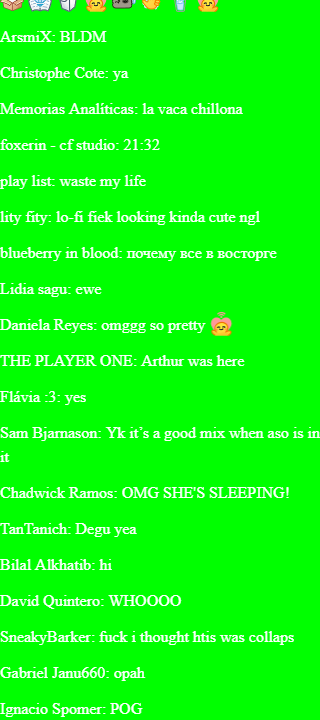 ArsmiX: BLDM
Christophe Cote: ya
Memorias Analíticas: la vaca chillona
foxerin - cf studio: 21:32
play list: waste my life
lity fity: lo-fi fiek looking kinda cute ngl
blueberry in blood: почему все в восторге
Lidia sagu: ewe
Daniela Reyes: omggg so pretty
THE PLAYER ONE: Arthur was here
Flávia :3: yes
Sam Bjarnason: Yk it's a good mix when aso is in
it
Chadwick Ramos: OMG SHE'S SLEEPING!
TanTanich: Degu yea
Bilal Alkhatib: hi
David Quintero: WHOOOO
SneakyBarker: fuck i thought htis was collaps
Gabriel Janu660: opah
Ignacio Spomer: POG